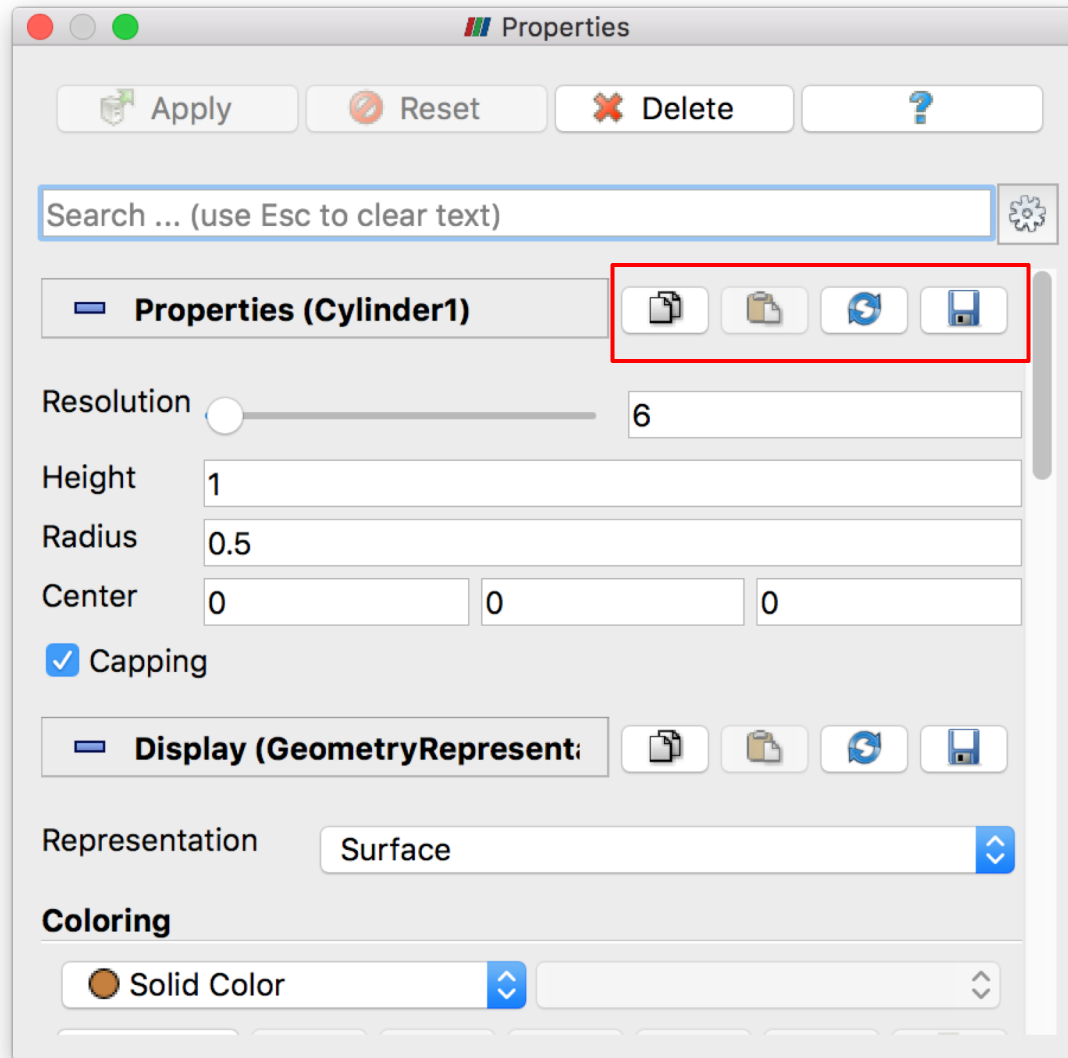 Properties
Apply Reset Delete ?
Search ... (use Esc to clear text)
Properties (Cylinder1)
Resolution 6
Height 1
Radius 0.5
Center 0 0 0
Capping
Display (GeometryRepresenta
Representation Surface
Coloring
Solid Color